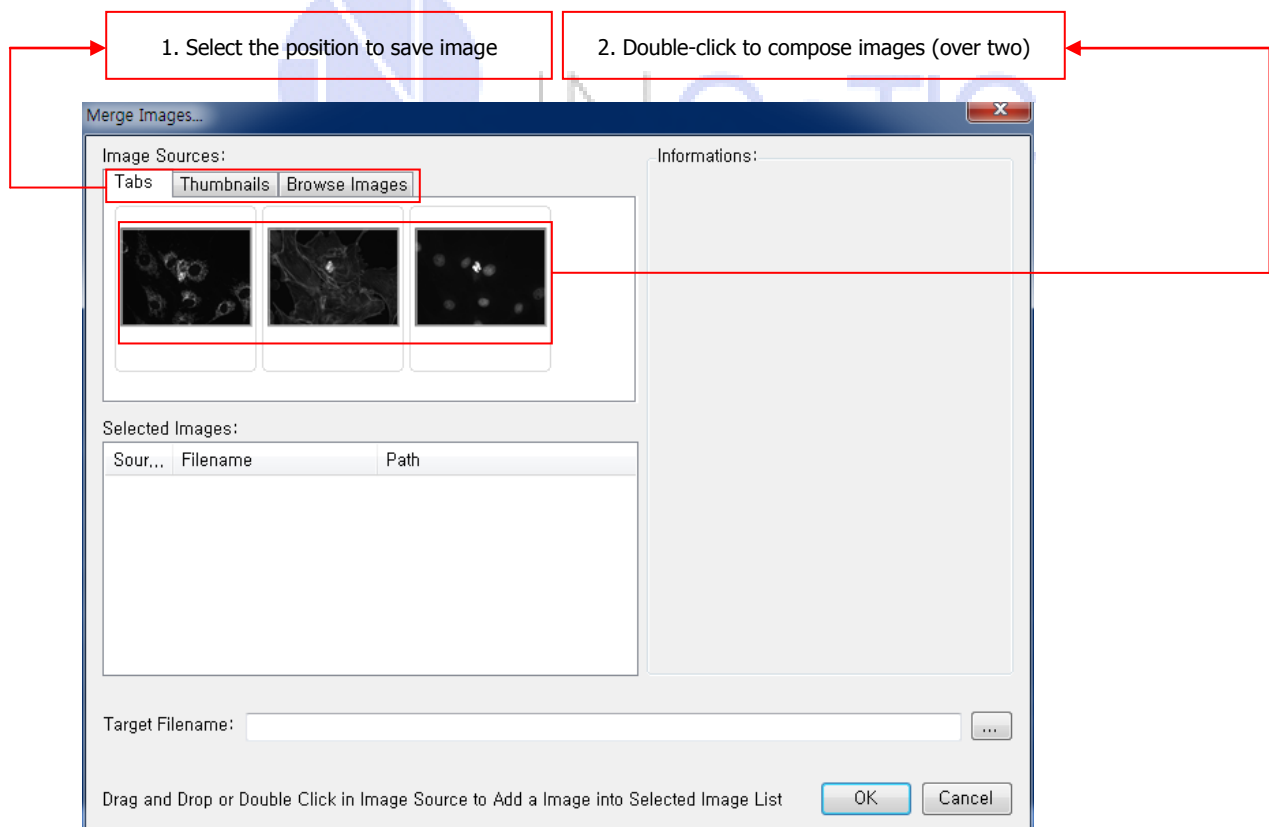 1. Select the position to save image
2. Double-click to compose images (over two)
Merge Images...
Image Sources:
Informations:
Tabs
Thumbnails
Browse Images
Selected Images:
Sour... Filename Path
Target Filename:
...
Drag and Drop or Double Click in Image Source to Add a Image into Selected Image List
OK
Cancel